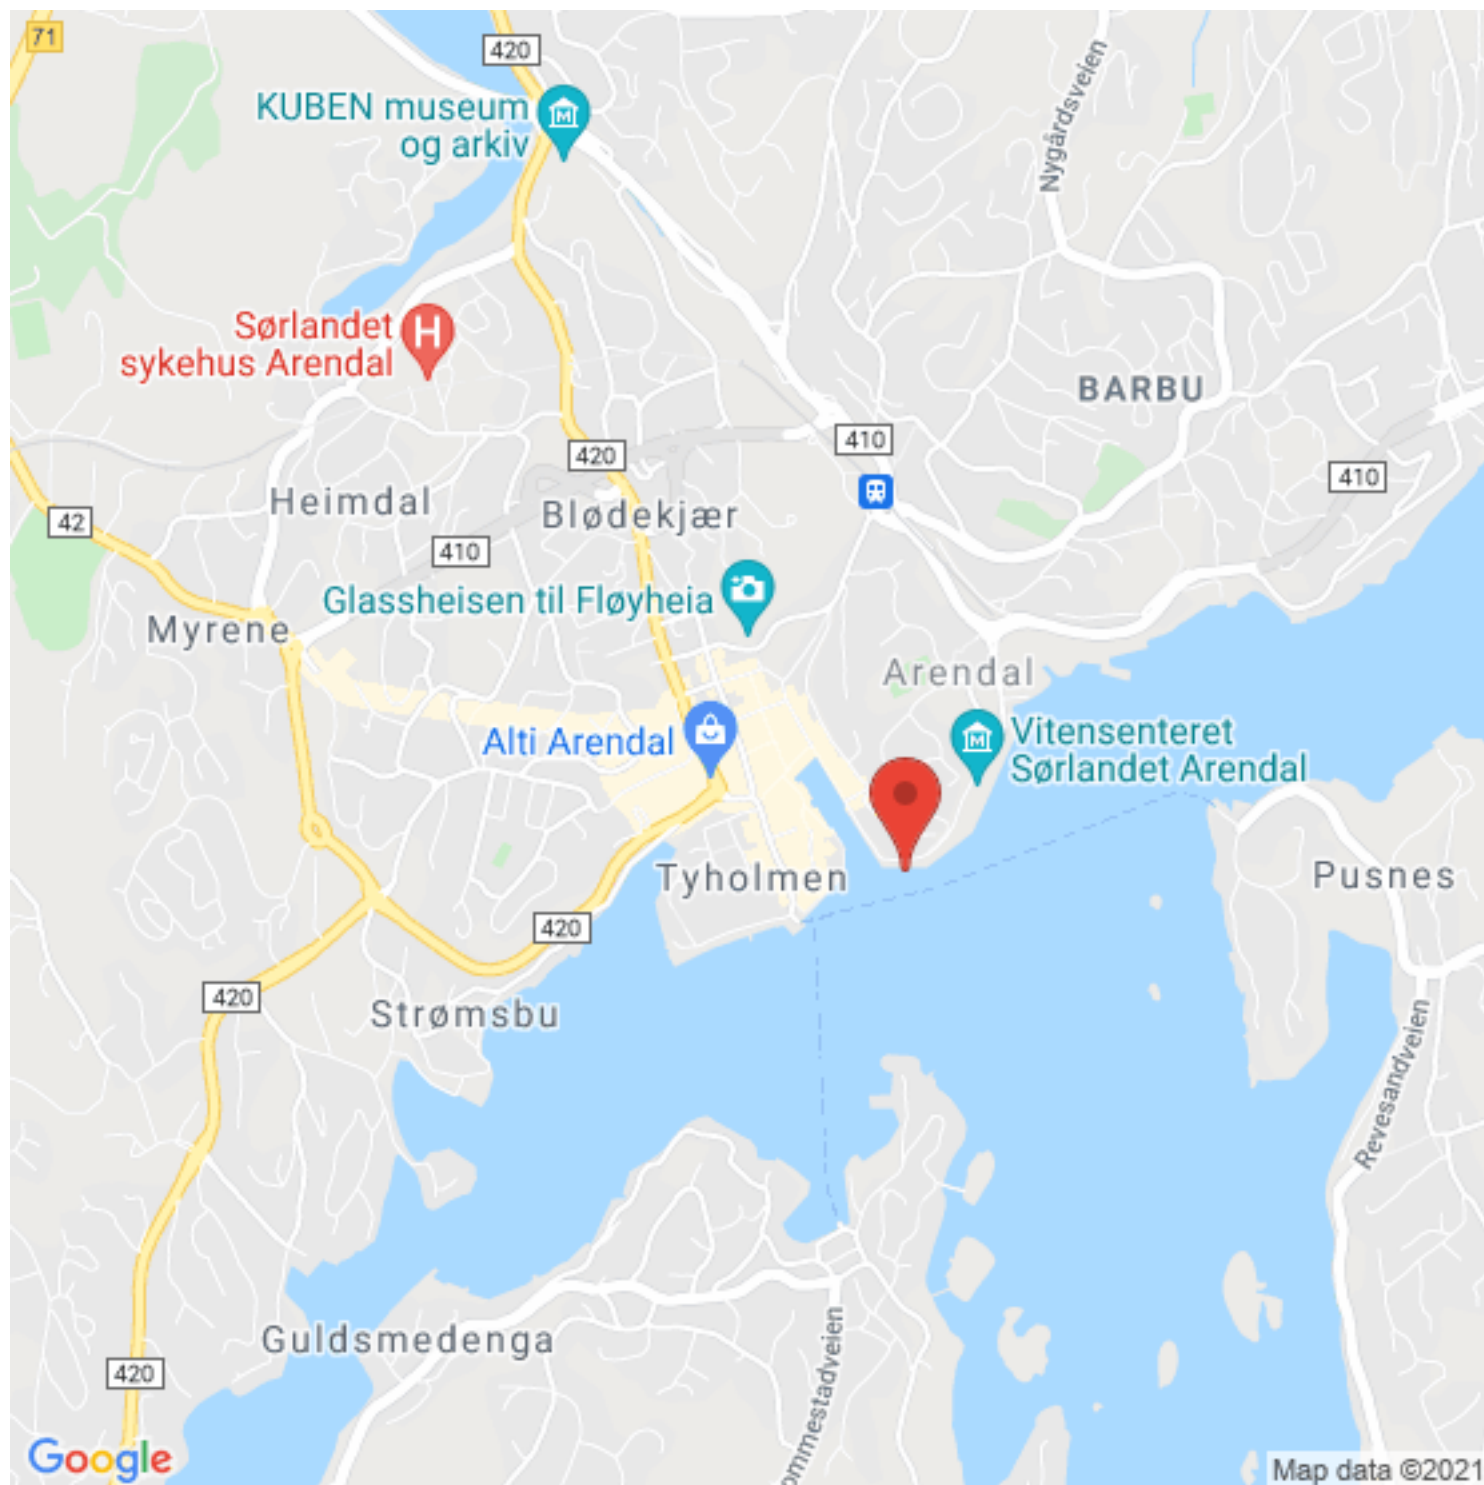 71
420
KUBEN museum
og arkiv
Nygårdsveien
Sørlandet
sykehus Arendal
BARBU
410
420
410
Heimdal
42
Blødekjær
410
Glassheisen til Fløyheia
Myrene
Arendal
Alti Arendal
Vitensenteret
Sørlandet Arendal
Tyholmen
Pusnes
420
420
Strømsbu
Revesandveien
Guldsmedenga
420
ommestadveien
Google
Map data ©2021